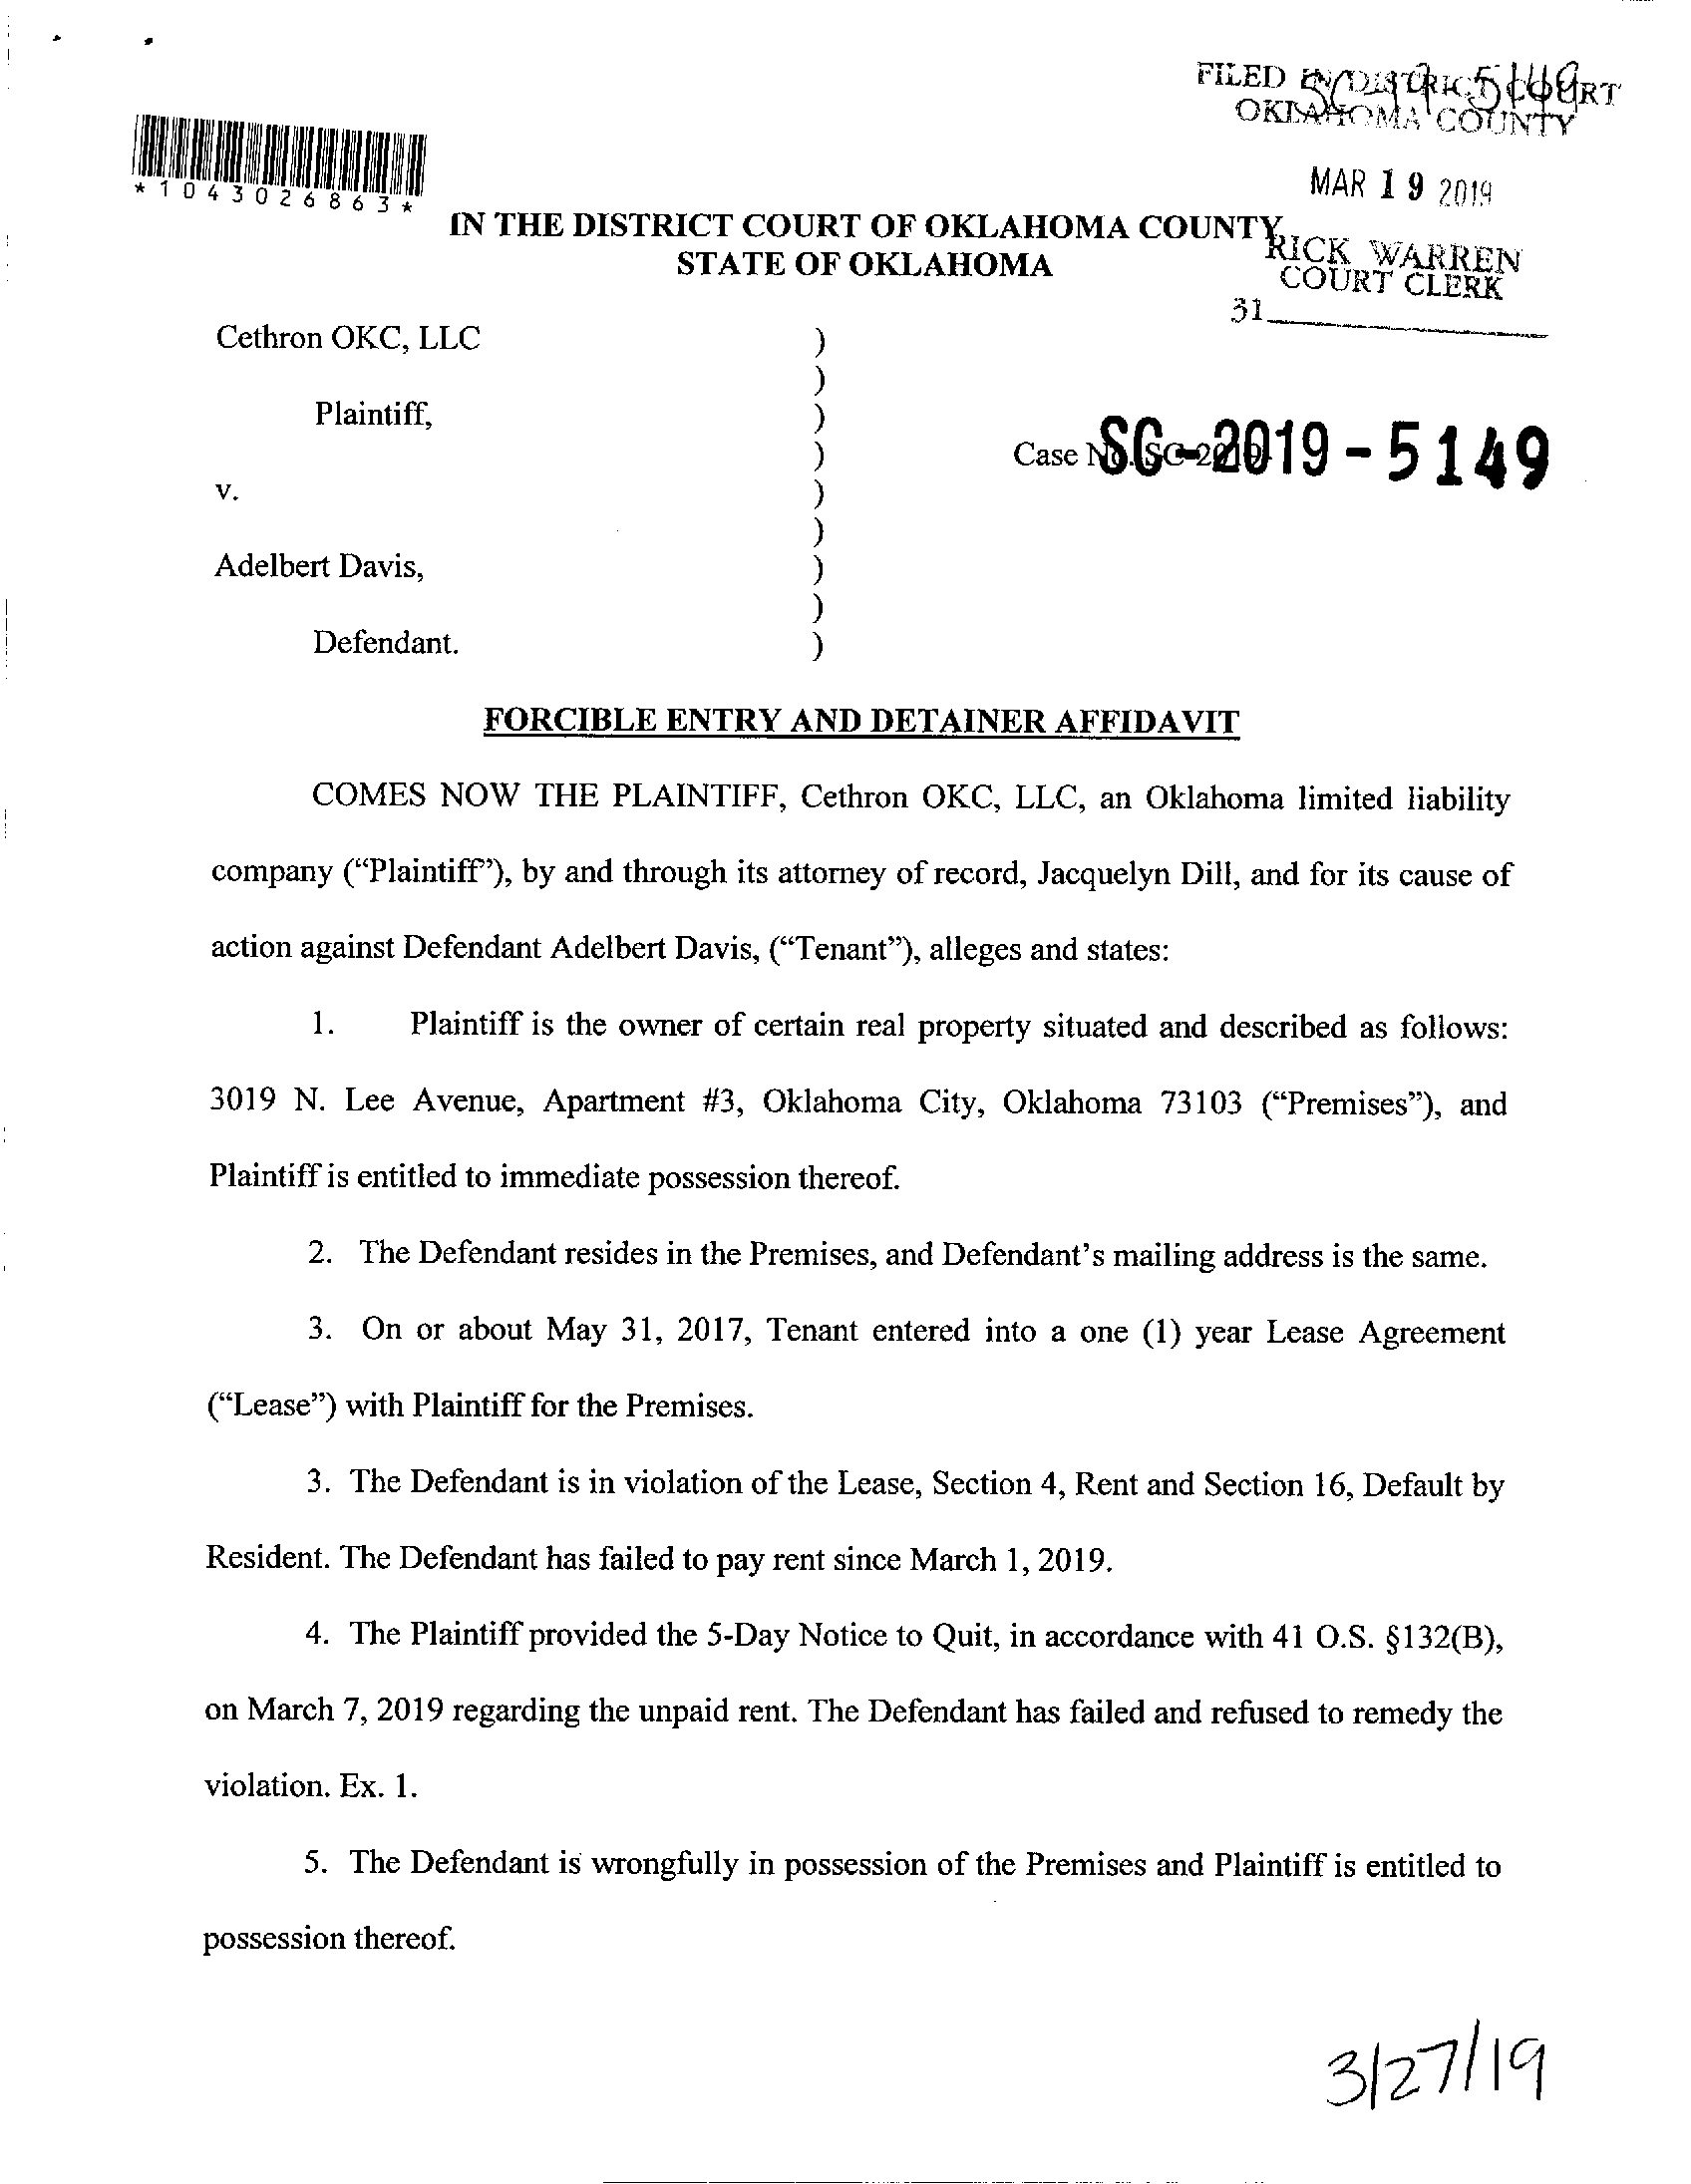 FILED IN DISTRICT COURT
OKLAHOMA COUNTY
MAR 19 2019
*1043026863*
IN THE DISTRICT COURT OF OKLAHOMA COUNTY
STATE OF OKLAHOMA
RICK WARREN
COURT CLERK
31
Cethron OKC, LLC )
)
Plaintiff, )
) Case No. SC-2019-
SC-2019-5149
v. )
)
Adelbert Davis, )
)
Defendant. )
FORCIBLE ENTRY AND DETAINER AFFIDAVIT
COMES NOW THE PLAINTIFF, Cethron OKC, LLC, an Oklahoma limited liability
company (“Plaintiff”), by and through its attorney of record, Jacquelyn Dill, and for its cause of
action against Defendant Adelbert Davis, (“Tenant”), alleges and states:
1. Plaintiff is the owner of certain real property situated and described as follows:
3019 N. Lee Avenue, Apartment #3, Oklahoma City, Oklahoma 73103 (“Premises”), and
Plaintiff is entitled to immediate possession thereof.
2. The Defendant resides in the Premises, and Defendant’s mailing address is the same.
3. On or about May 31, 2017, Tenant entered into a one (1) year Lease Agreement
(“Lease”) with Plaintiff for the Premises.
3. The Defendant is in violation of the Lease, Section 4, Rent and Section 16, Default by
Resident. The Defendant has failed to pay rent since March 1, 2019.
4. The Plaintiff provided the 5-Day Notice to Quit, in accordance with 41 O.S. §132(B),
on March 7, 2019 regarding the unpaid rent. The Defendant has failed and refused to remedy the
violation. Ex. 1.
5. The Defendant is wrongfully in possession of the Premises and Plaintiff is entitled to
possession thereof.
3/27/19